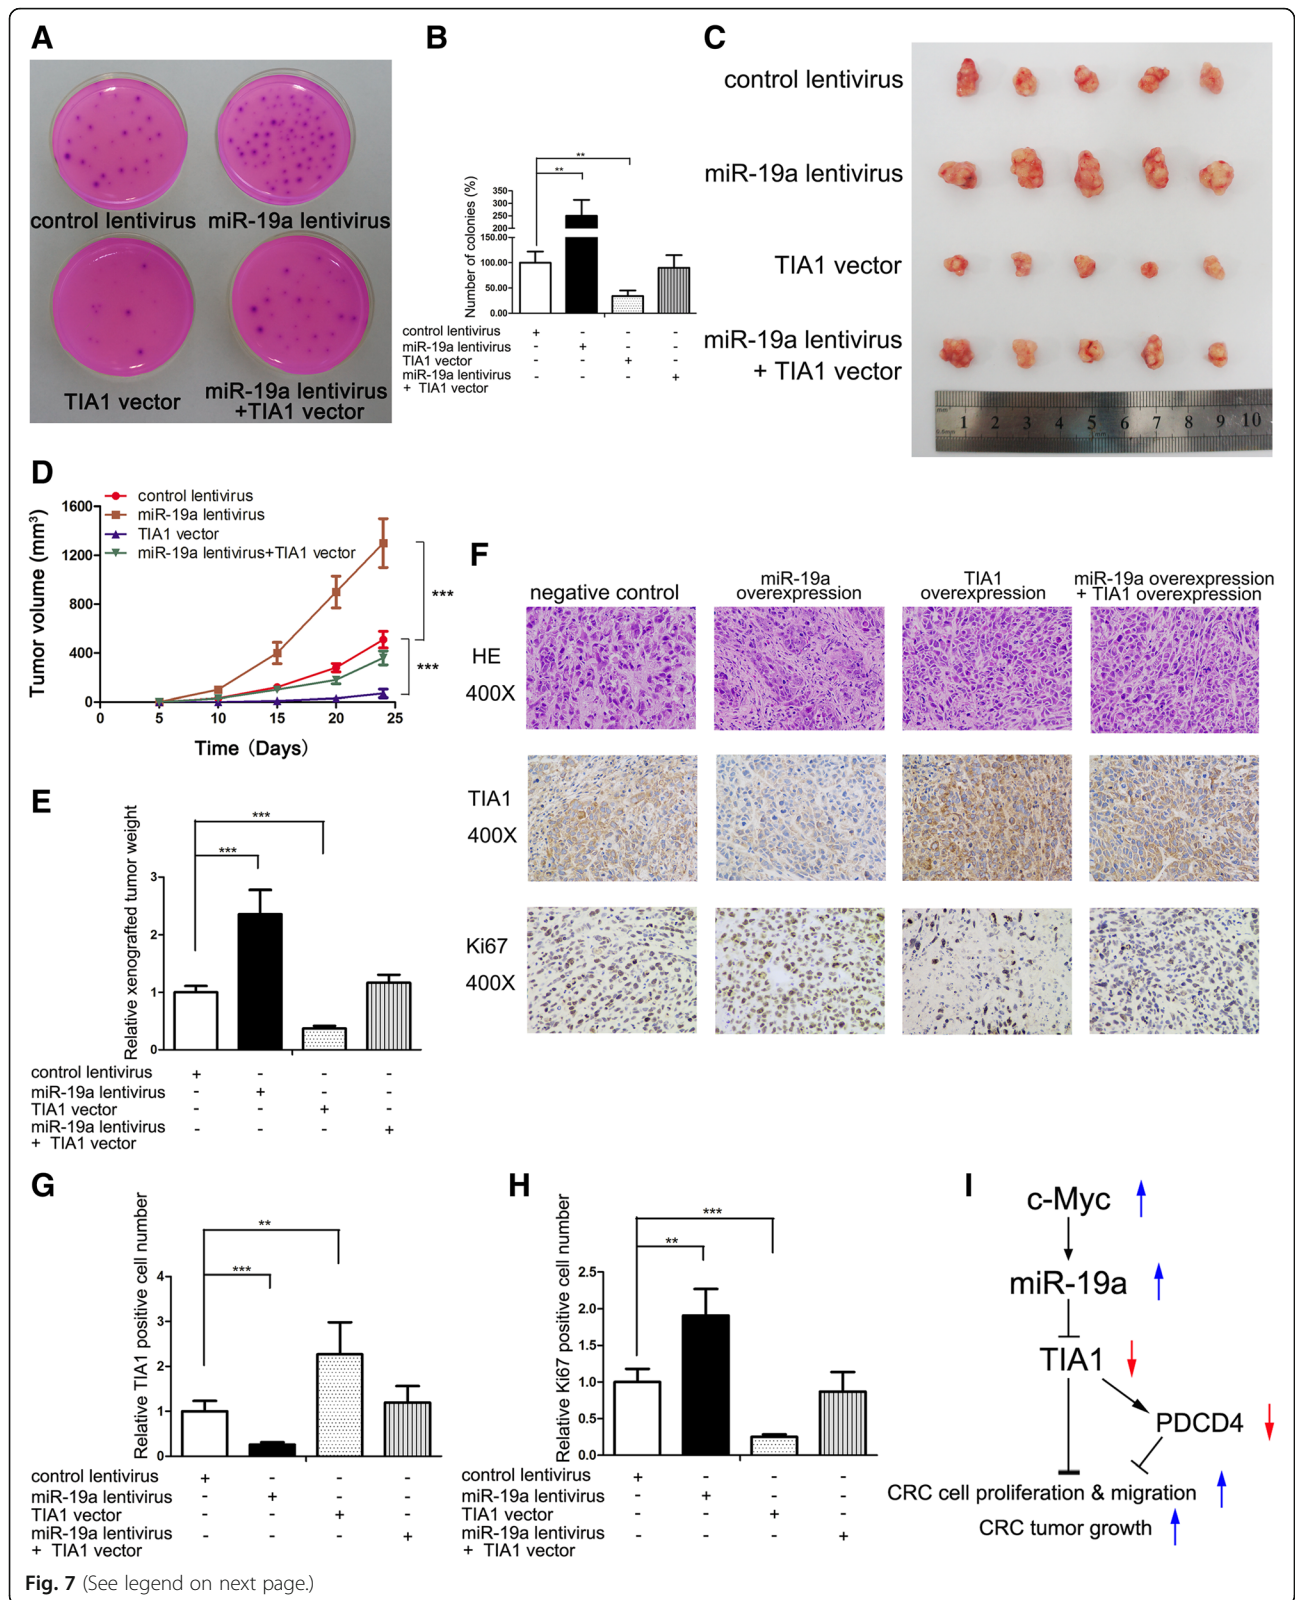 A
control lentivirus
miR-19a lentivirus
TIA1 vector
miR-19a lentivirus
+TIA1 vector
B
Number of colonies (%)
350
300
250
200
150.00
100.00
50.00
0.00
**
**
control lentivirus + - - -
miR-19a lentivirus - + - -
TIA1 vector - - + -
miR-19a lentivirus - - - +
+ TIA1 vector
C
control lentivirus
miR-19a lentivirus
TIA1 vector
miR-19a lentivirus
+ TIA1 vector
mm
1 2 3 4 5 6 7 8 9 10
D
control lentivirus
miR-19a lentivirus
TIA1 vector
miR-19a lentivirus+TIA1 vector
Tumor volume (mm³)
1600
1200
800
400
0
0 5 10 15 20 25
Time (Days)
***
***
E
Relative xenografted tumor weight
3
2
1
0
***
***
control lentivirus + - - -
miR-19a lentivirus - + - -
TIA1 vector - - + -
miR-19a lentivirus - - - +
+ TIA1 vector
F
negative control
miR-19a
overexpression
TIA1
overexpression
miR-19a overexpression
+ TIA1 overexpression
HE
400X
TIA1
400X
Ki67
400X
G
Relative TIA1 positive cell number
4
3
2
1
0
**
***
control lentivirus + - - -
miR-19a lentivirus - + - -
TIA1 vector - - + -
miR-19a lentivirus - - - +
+ TIA1 vector
H
Relative Ki67 positive cell number
2.5
2.0
1.5
1.0
0.5
0.0
***
**
control lentivirus + - - -
miR-19a lentivirus - + - -
TIA1 vector - - + -
miR-19a lentivirus - - - +
+ TIA1 vector
I
c-Myc
miR-19a
TIA1
PDCD4
CRC cell proliferation & migration
CRC tumor growth
Fig. 7 (See legend on next page.)